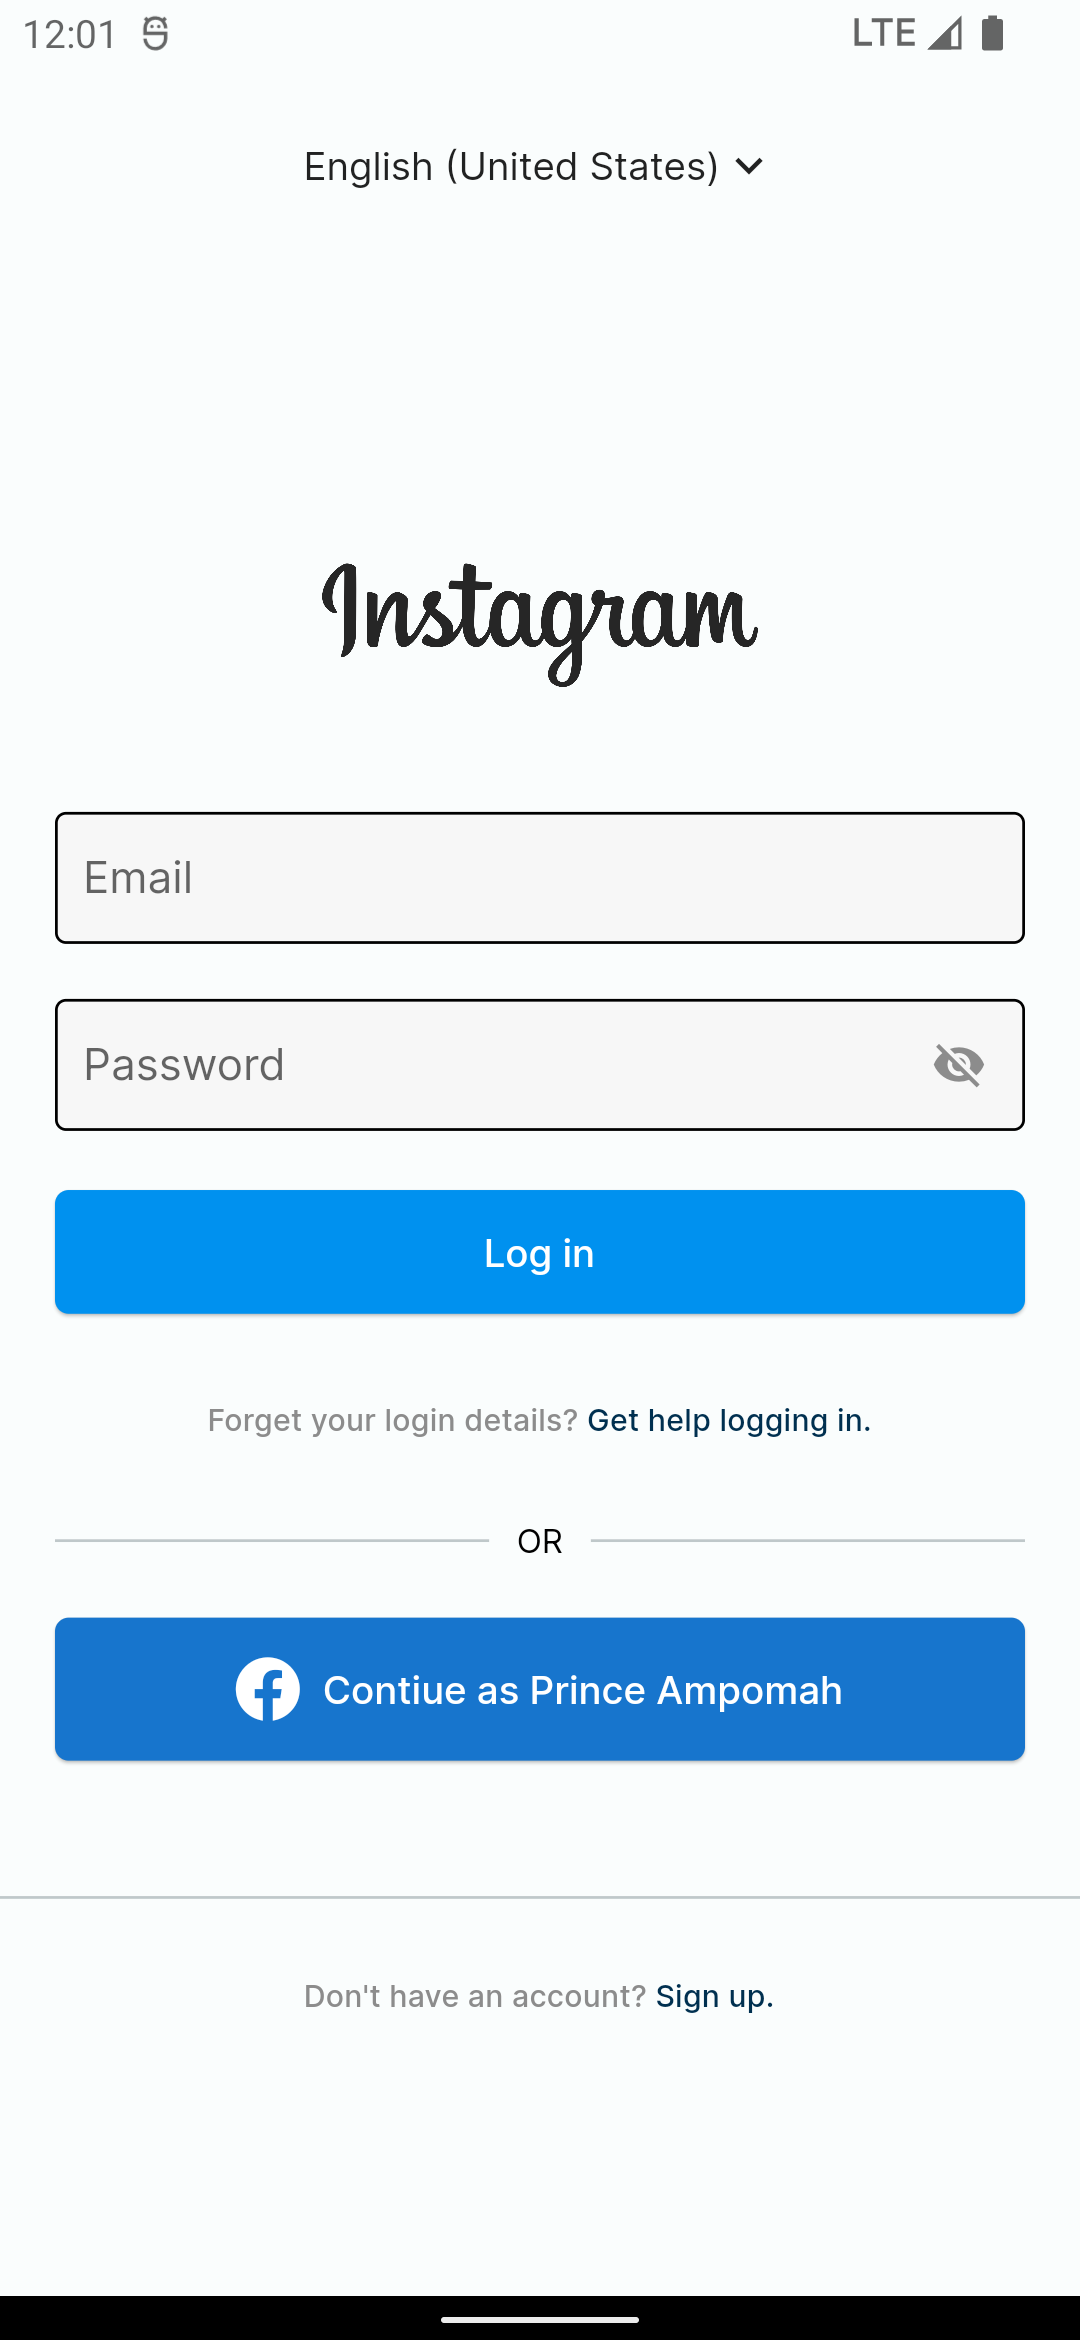 12:01 LTE
English (United States)
Instagram
Email
Password
Log in
Forget your login details? Get help logging in.
OR
Contiue as Prince Ampomah
Don't have an account? Sign up.